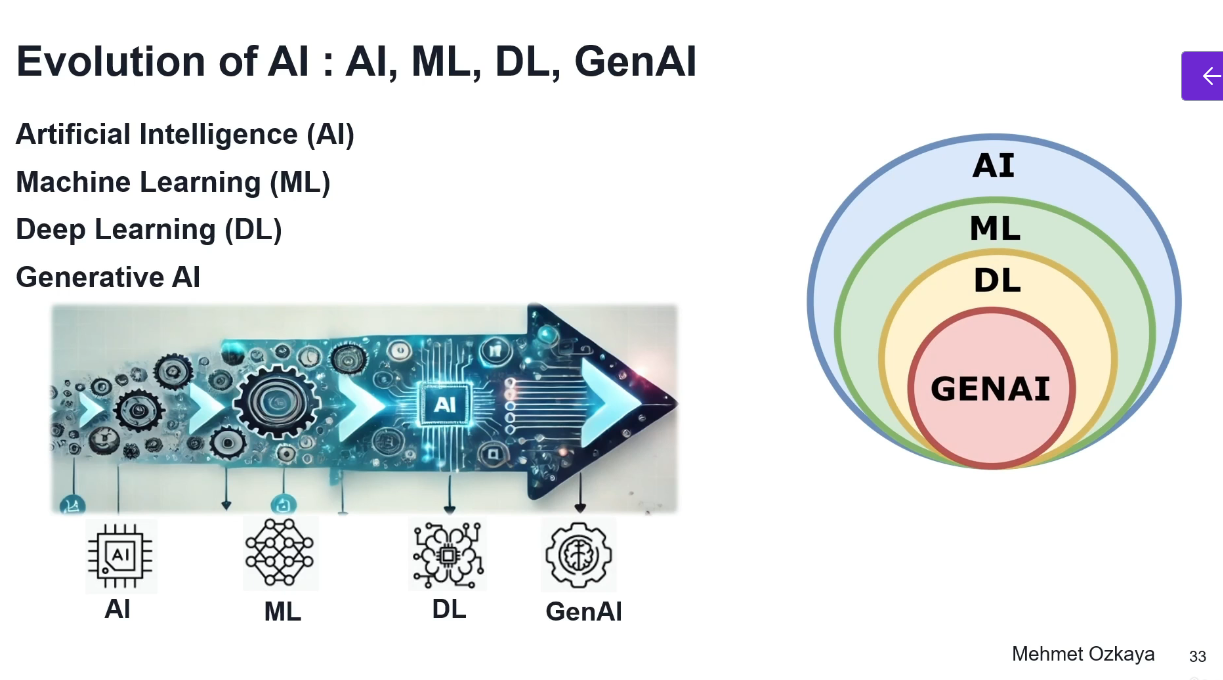 Evolution of AI : AI, ML, DL, GenAI
Artificial Intelligence (AI)
Machine Learning (ML)
Deep Learning (DL)
Generative AI
AI
ML
DL
GENAI
AI
AI
AI
ML
DL
GenAI
Mehmet Ozkaya
33